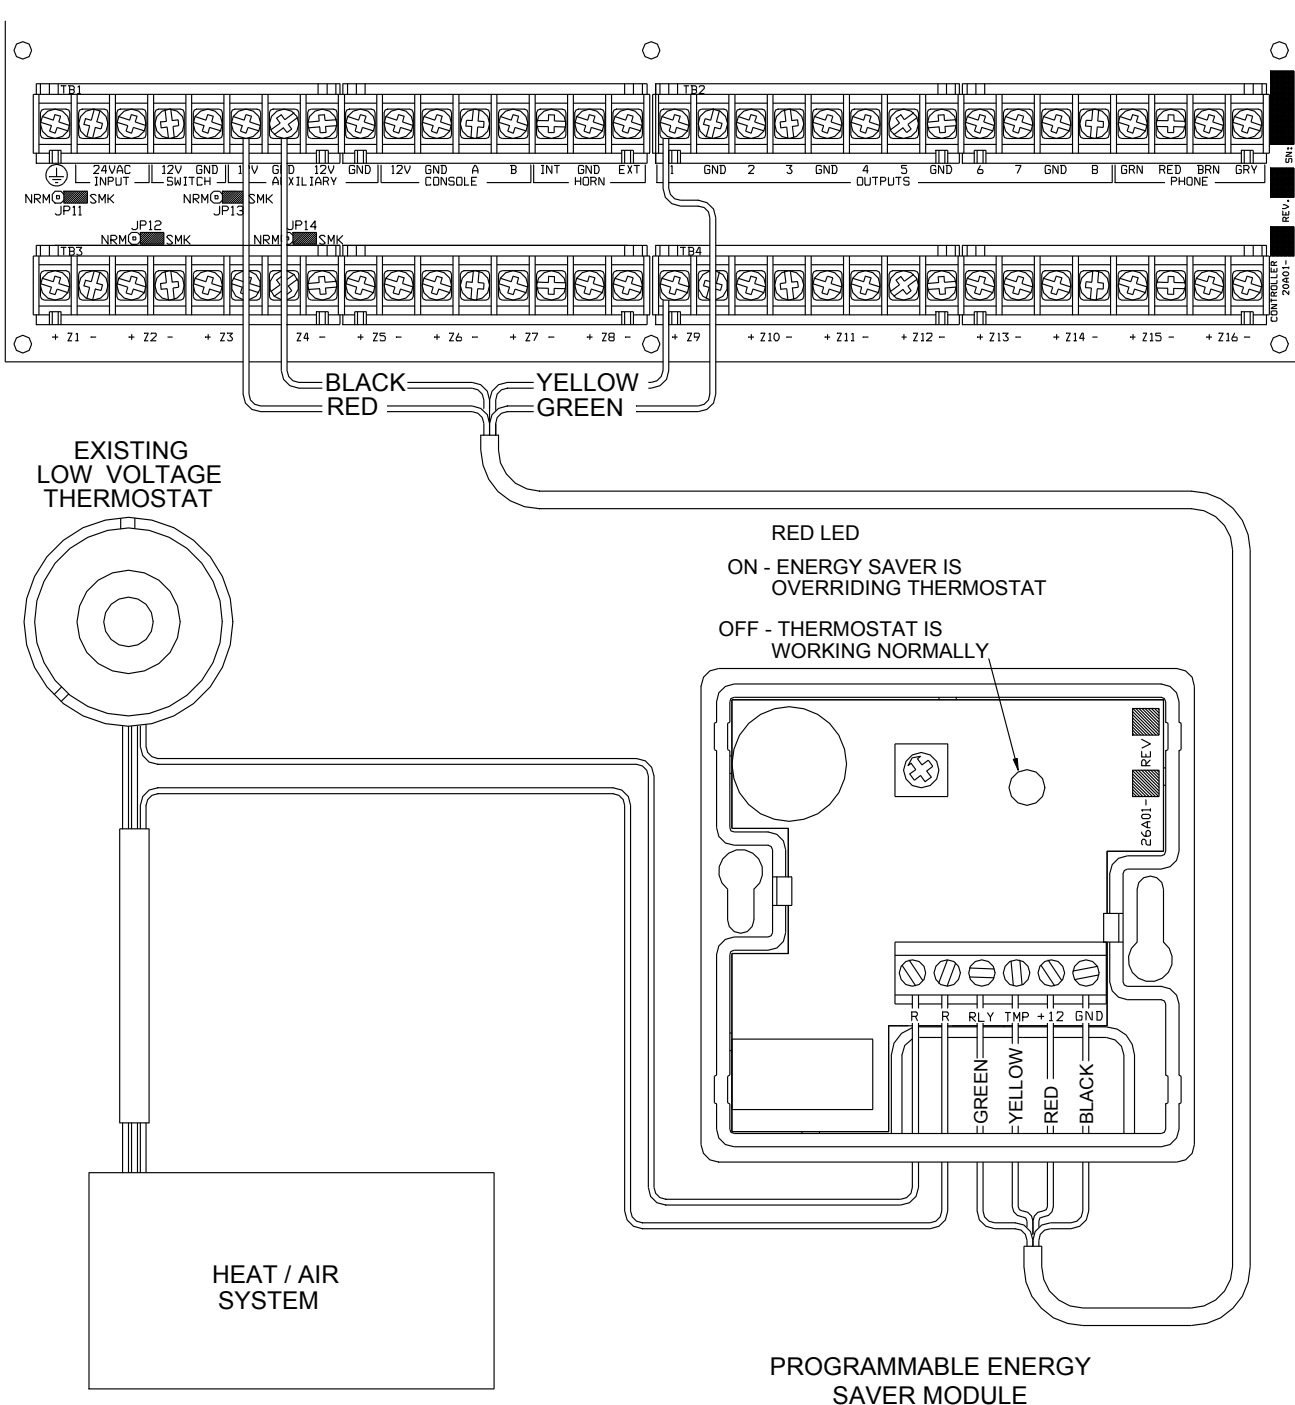 TB1 TB2
24VAC 12V GND 12V GND 12V GND 12V GND A B INT GND EXT 1 GND 2 3 GND 4 5 GND 6 7 GND B GRN RED BRN GRY
INPUT SWITCH AUXILIARY CONSOLE HORN OUTPUTS PHONE
NRM SMK NRM SMK
JP11 JP13
JP12 JP14
NRM SMK NRM SMK
SN:
REV.
CONTROLLER
20A01-
TB3 TB4
+ Z1 - + Z2 - + Z3 Z4 - + Z5 - + Z6 - + Z7 - + Z8 - + Z9 + Z10 - + Z11 - + Z12 - + Z13 - + Z14 - + Z15 - + Z16 -
BLACK YELLOW
RED GREEN
EXISTING
LOW VOLTAGE
THERMOSTAT
RED LED
ON - ENERGY SAVER IS
OVERRIDING THERMOSTAT
OFF - THERMOSTAT IS
WORKING NORMALLY
26A01- REV
R R RLY TMP +12 GND
GREEN
YELLOW
RED
BLACK
HEAT / AIR
SYSTEM
PROGRAMMABLE ENERGY
SAVER MODULE